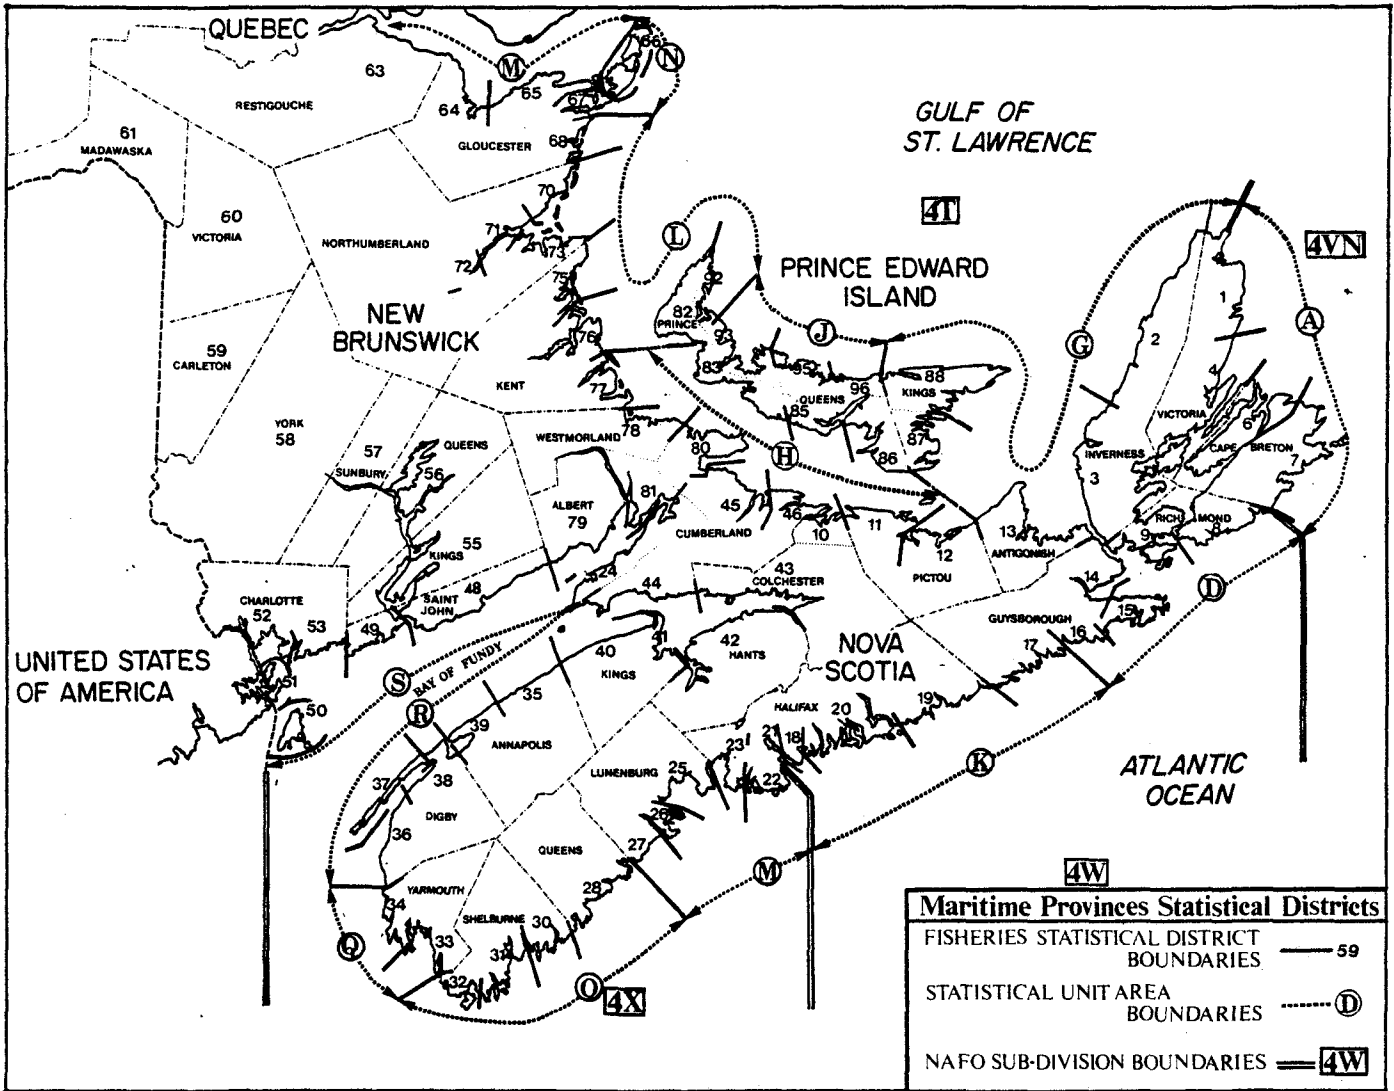 QUEBEC
M
N
66
63
65
64
67
RESTIGOUCHE
GULF OF
ST. LAWRENCE
61
MADAWASKA
GLOUCESTER
68
70
4T
60
VICTORIA
71
NORTHUMBERLAND
73
72
L
4VN
PRINCE EDWARD
ISLAND
75
92
1
2
NEW
BRUNSWICK
82
PRINCE
93
J
G
A
76
59
CARLETON
83
95
88
KENT
77
QUEENS
96
KINGS
4
85
VICTORIA
YORK
58
QUEENS
WESTMORLAND
78
80
87
6
57
H
86
INVERNESS
CAPE
BRETON
7
SUNBURY
56
3
81
45
ALBERT
79
46
11
RICH
MOND
8
CUMBERLAND
10
13
9
55
KINGS
12
ANTIGONISH
43
COLCHESTER
PICTOU
24
44
14
48
D
CHARLOTTE
SAINT
JOHN
15
52
53
49
GUYSBOROUGH
16
41
42
NOVA
SCOTIA
17
UNITED STATES
OF AMERICA
40
HANTS
BAY OF FUNDY
KINGS
S
51
35
19
50
R
HALIFAX
20
39
ANNAPOLIS
21
18
23
K
ATLANTIC
OCEAN
37
38
LUNENBURG
25
22
DIGBY
26
36
QUEENS
27
M
4W
YARMOUTH
28
34
SHELBURNE
30
33
31
Q
32
O
4X
Maritime Provinces Statistical Districts
FISHERIES STATISTICAL DISTRICT
BOUNDARIES
59
STATISTICAL UNIT AREA
BOUNDARIES
D
NAFO SUB-DIVISION BOUNDARIES
4W